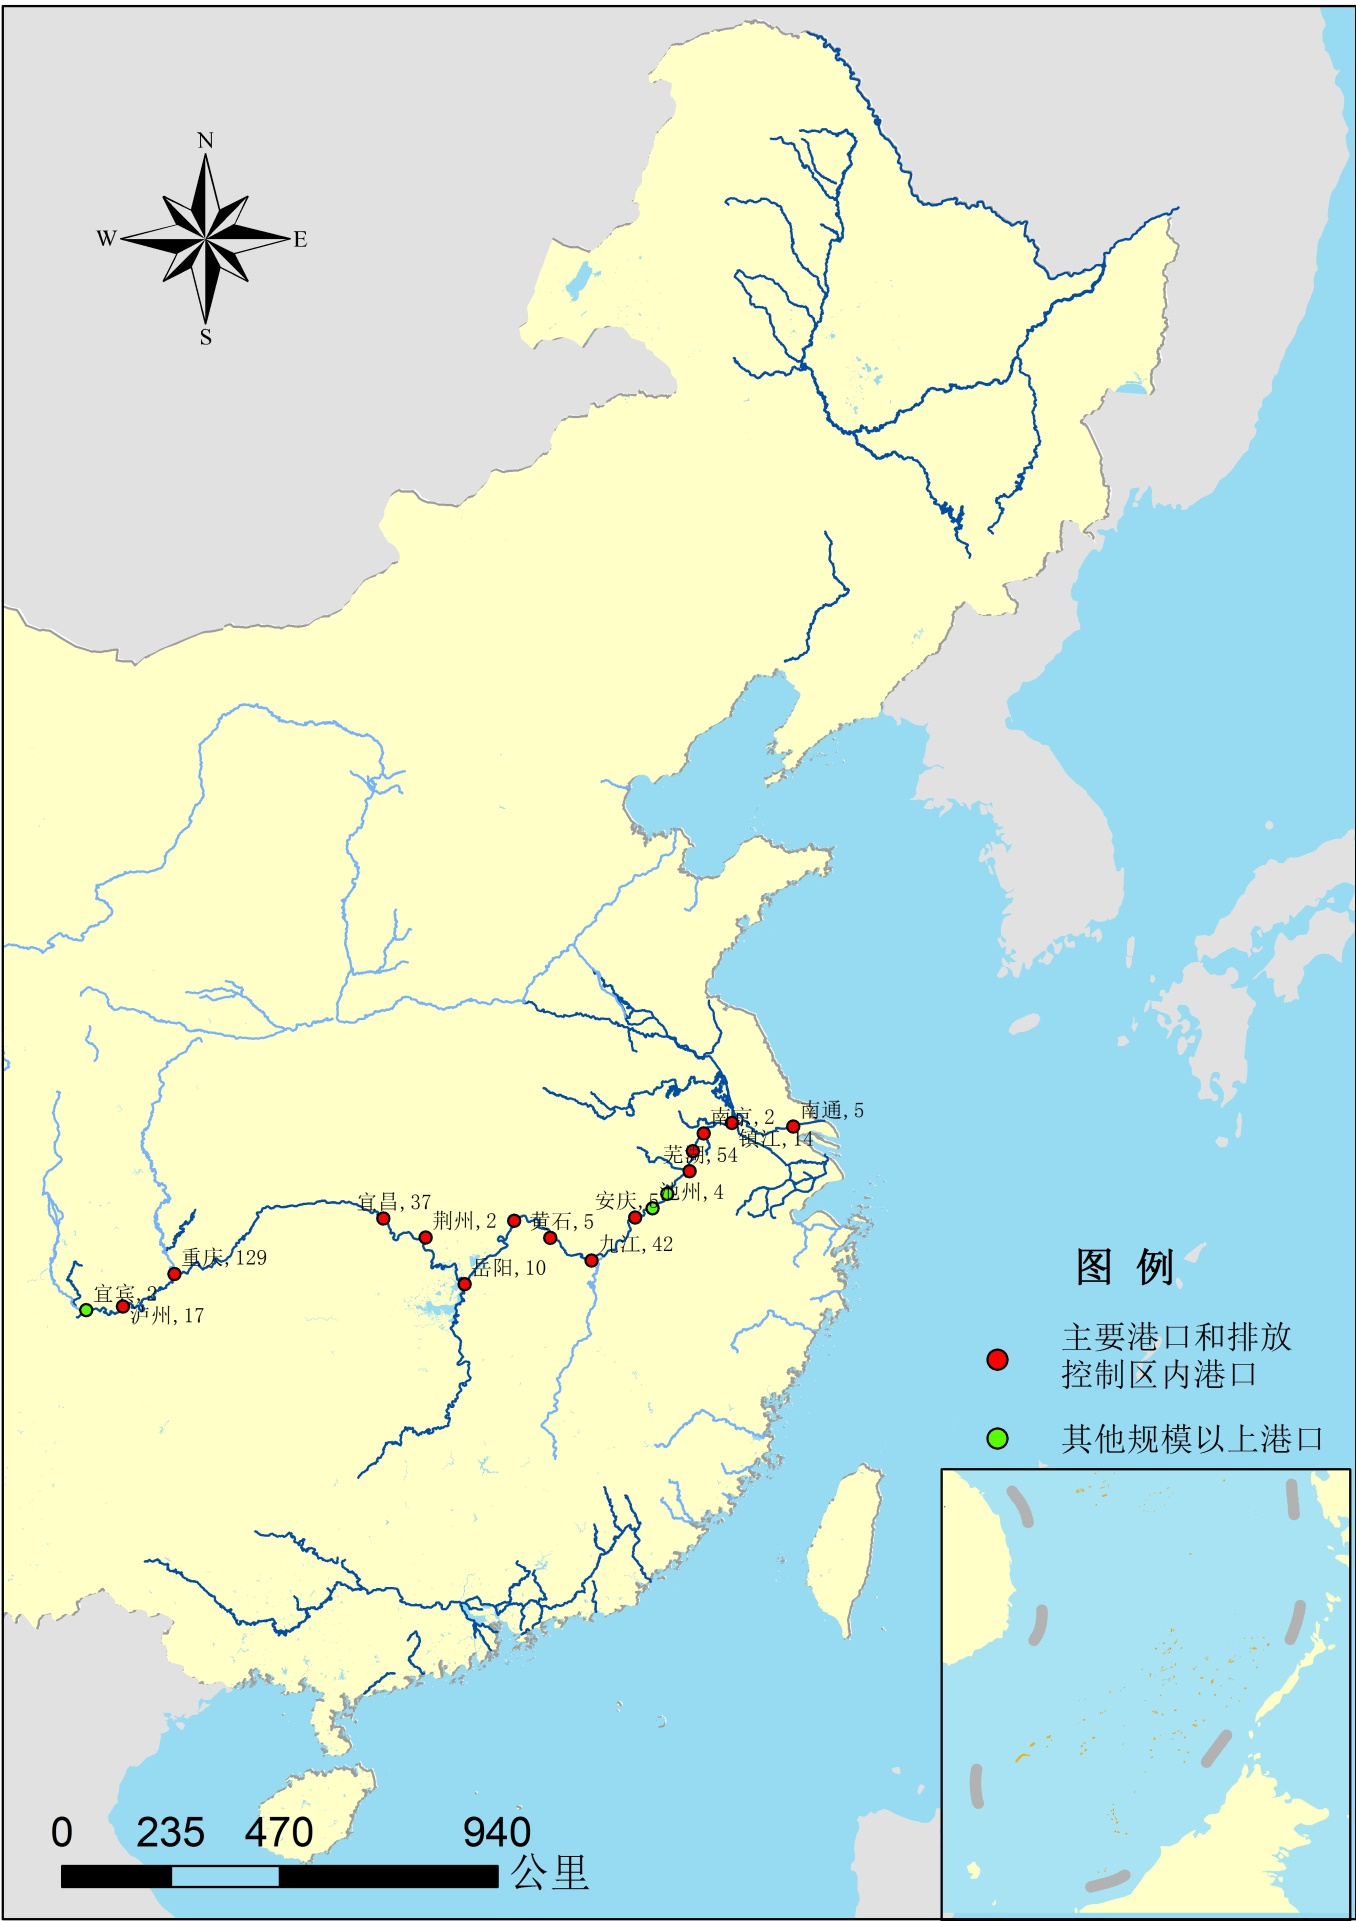 N
W
E
S
南通,5
南京,2
镇江,14
芜湖,54
池州,4
安庆,5
宜昌,37
荆州,2
黄石,5
九江,42
重庆,129
岳阳,10
宜宾,2
泸州,17
图 例
主要港口和排放
控制区内港口
其他规模以上港口
0 235 470 940
公里